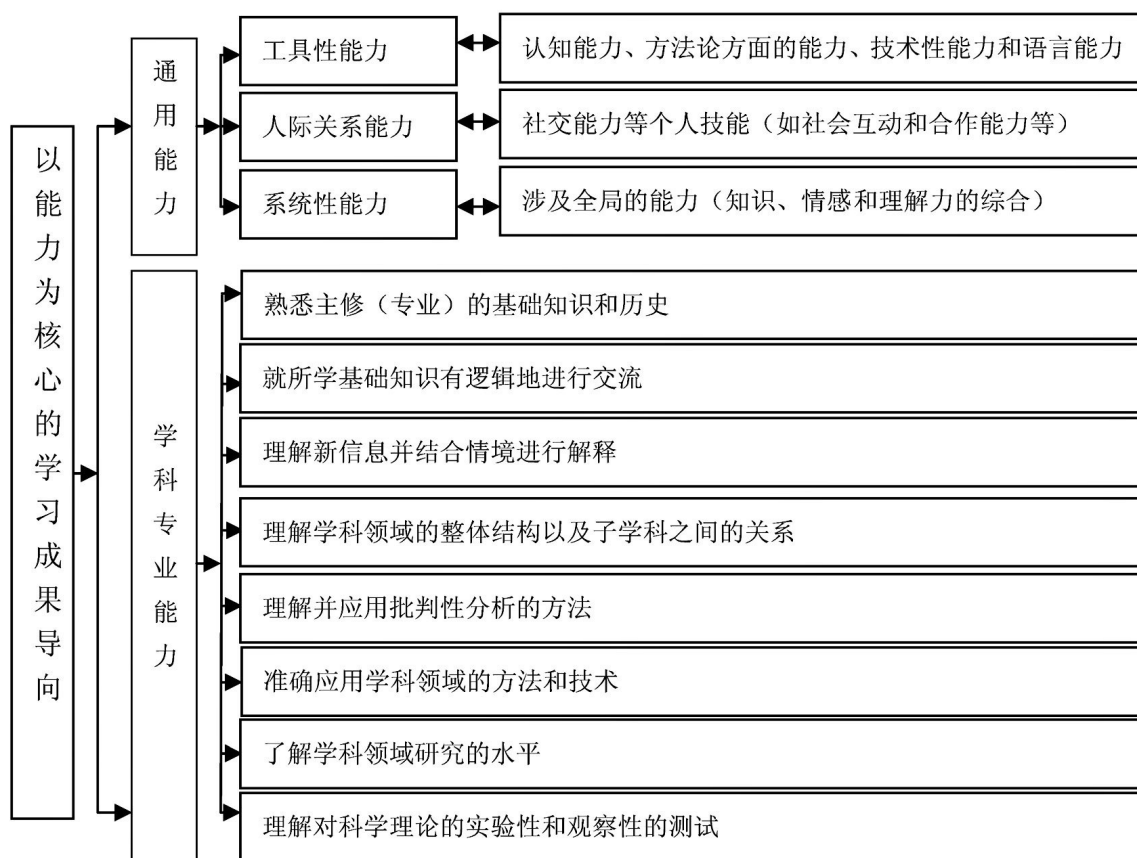 以能力为核心的学习成果导向
通用能力
工具性能力
认知能力、方法论方面的能力、技术性能力和语言能力
人际关系能力
社交能力等个人技能（如社会互动和合作能力等）
系统性能力
涉及全局的能力（知识、情感和理解力的综合）
学科专业能力
熟悉主修（专业）的基础知识和历史
就所学基础知识有逻辑地进行交流
理解新信息并结合情境进行解释
理解学科领域的整体结构以及子学科之间的关系
理解并应用批判性分析的方法
准确应用学科领域的方法和技术
了解学科领域研究的水平
理解对科学理论的实验性和观察性的测试